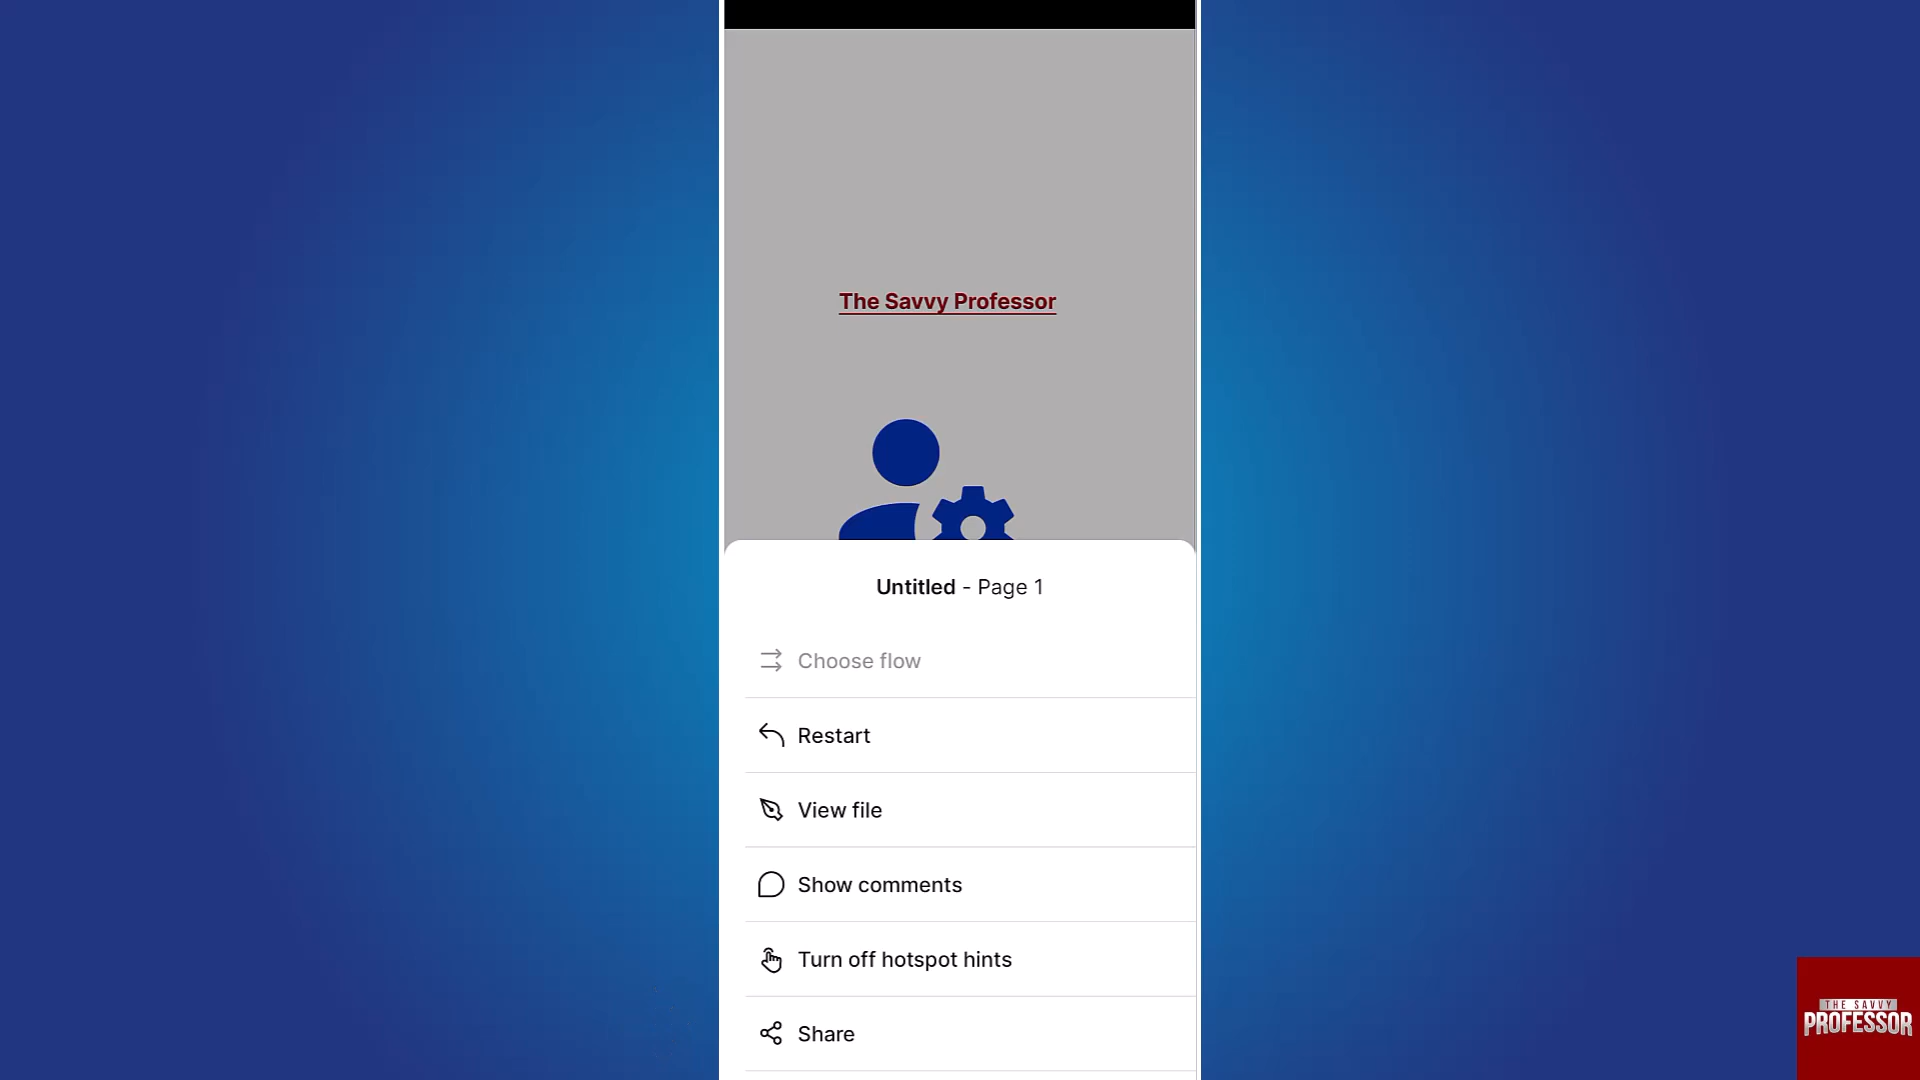 The Savvy Professor
Untitled - Page 1
Choose flow
Restart
View file
Show comments
Turn off hotspot hints
Share
THE SAVVY
PROFESSOR